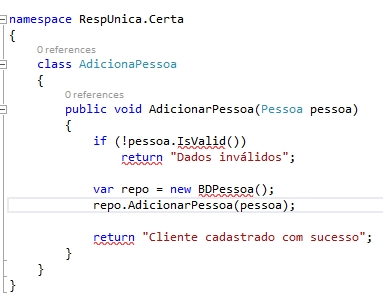 namespace RespUnica.Certa
{
0 references
class AdicionaPessoa
{
0 references
public void AdicionarPessoa(Pessoa pessoa)
{
if (!pessoa.IsValid())
return "Dados inválidos";
var repo = new BDPessoa();
repo.AdicionarPessoa(pessoa);
return "Cliente cadastrado com sucesso";
}
}
}